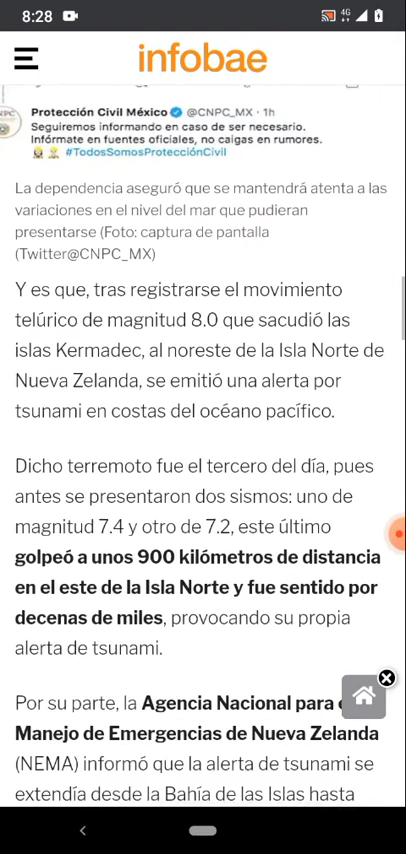 8:28
4G
infobae
Protección Civil México @CNPC_MX · 1h
Seguiremos informando en caso de ser necesario.
Infórmate en fuentes oficiales, no caigas en rumores.
#TodosSomosProtecciónCivil
La dependencia aseguró que se mantendrá atenta a las
variaciones en el nivel del mar que pudieran
presentarse (Foto: captura de pantalla
(Twitter@CNPC_MX)
Y es que, tras registrarse el movimiento
telúrico de magnitud 8.0 que sacudió las
islas Kermadec, al noreste de la Isla Norte de
Nueva Zelanda, se emitió una alerta por
tsunami en costas del océano pacífico.
Dicho terremoto fue el tercero del día, pues
antes se presentaron dos sismos: uno de
magnitud 7.4 y otro de 7.2, este último
golpeó a unos 900 kilómetros de distancia
en el este de la Isla Norte y fue sentido por
decenas de miles, provocando su propia
alerta de tsunami.
Por su parte, la Agencia Nacional para
Manejo de Emergencias de Nueva Zelanda
(NEMA) informó que la alerta de tsunami se
extendía desde la Bahía de las Islas hasta